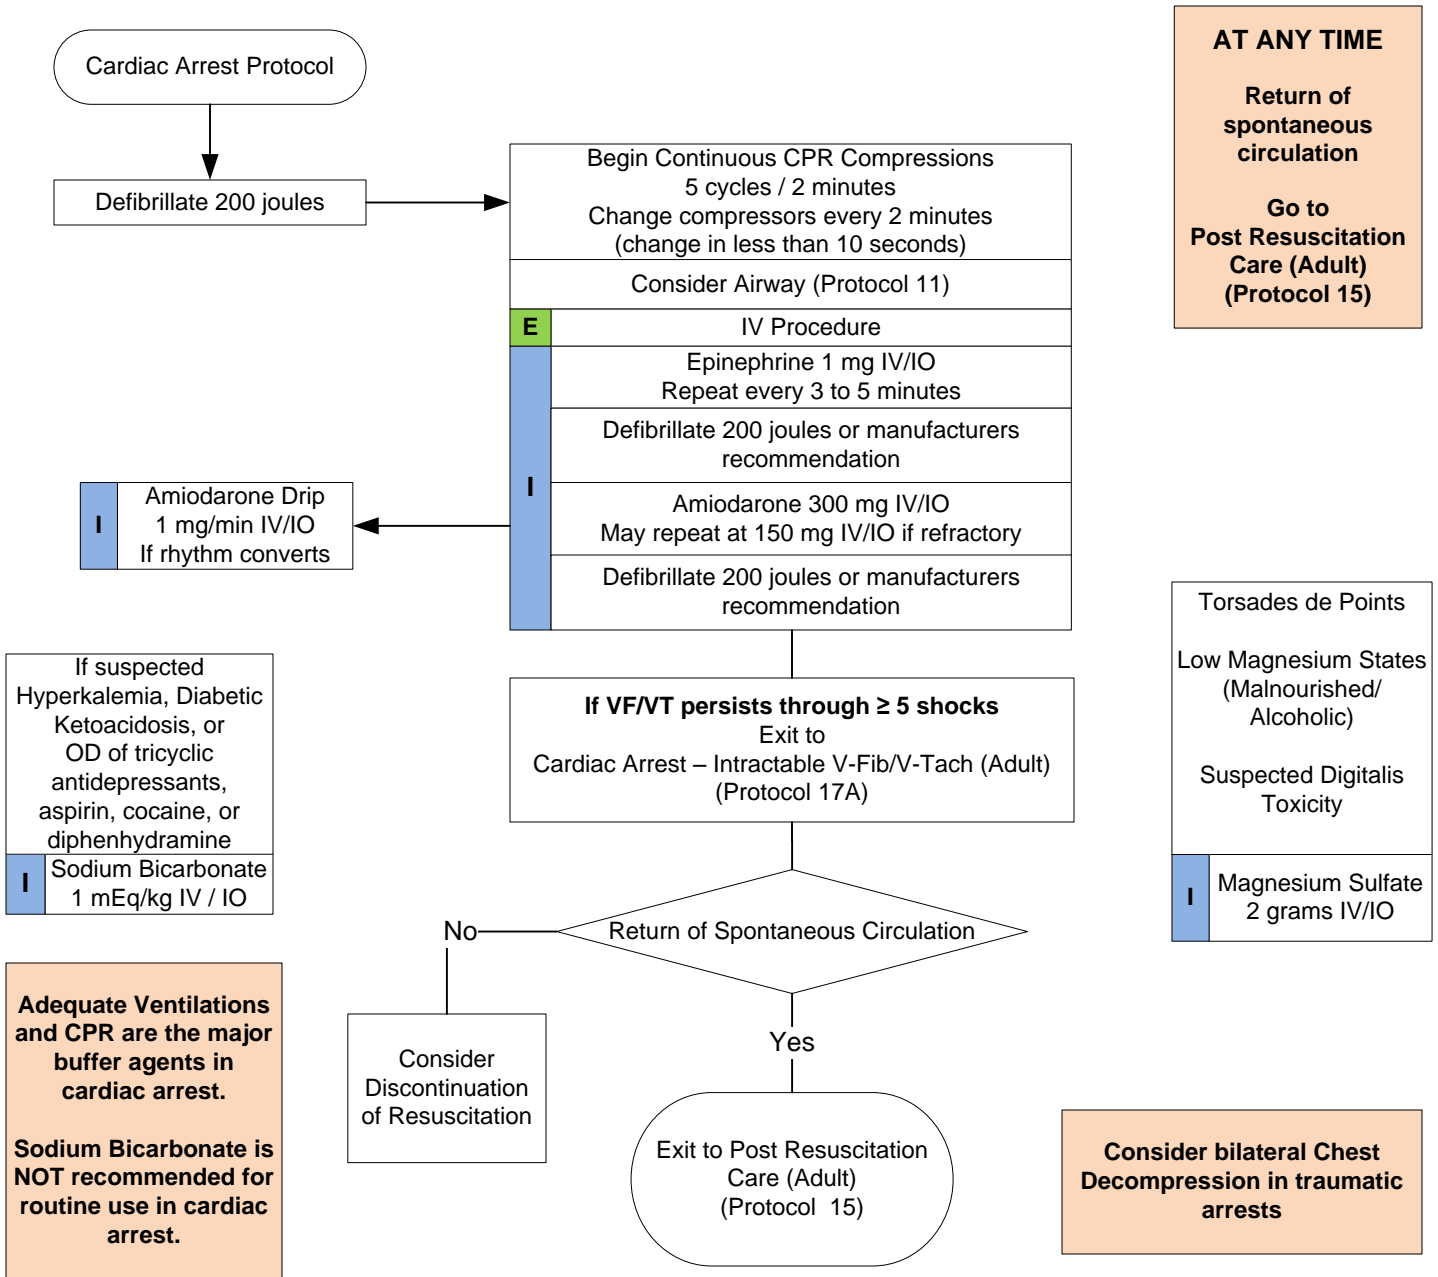 Cardiac Arrest Protocol
Defibrillate 200 joules
Begin Continuous CPR Compressions
5 cycles / 2 minutes
Change compressors every 2 minutes
(change in less than 10 seconds)
Consider Airway (Protocol 11)
E
IV Procedure
I
Epinephrine 1 mg IV/IO
Repeat every 3 to 5 minutes
Defibrillate 200 joules or manufacturers
recommendation
Amiodarone 300 mg IV/IO
May repeat at 150 mg IV/IO if refractory
Defibrillate 200 joules or manufacturers
recommendation
I
Amiodarone Drip
1 mg/min IV/IO
If rhythm converts
AT ANY TIME
Return of
spontaneous
circulation
Go to
Post Resuscitation
Care (Adult)
(Protocol 15)
If suspected
Hyperkalemia, Diabetic
Ketoacidosis, or
OD of tricyclic
antidepressants,
aspirin, cocaine, or
diphenhydramine
I
Sodium Bicarbonate
1 mEq/kg IV / IO
If VF/VT persists through ≥ 5 shocks
Exit to
Cardiac Arrest – Intractable V-Fib/V-Tach (Adult)
(Protocol 17A)
Torsades de Points
Low Magnesium States
(Malnourished/
Alcoholic)
Suspected Digitalis
Toxicity
I
Magnesium Sulfate
2 grams IV/IO
Return of Spontaneous Circulation
No
Yes
Adequate Ventilations
and CPR are the major
buffer agents in
cardiac arrest.
Sodium Bicarbonate is
NOT recommended for
routine use in cardiac
arrest.
Consider
Discontinuation
of Resuscitation
Exit to Post Resuscitation
Care (Adult)
(Protocol  15)
Consider bilateral Chest
Decompression in traumatic
arrests